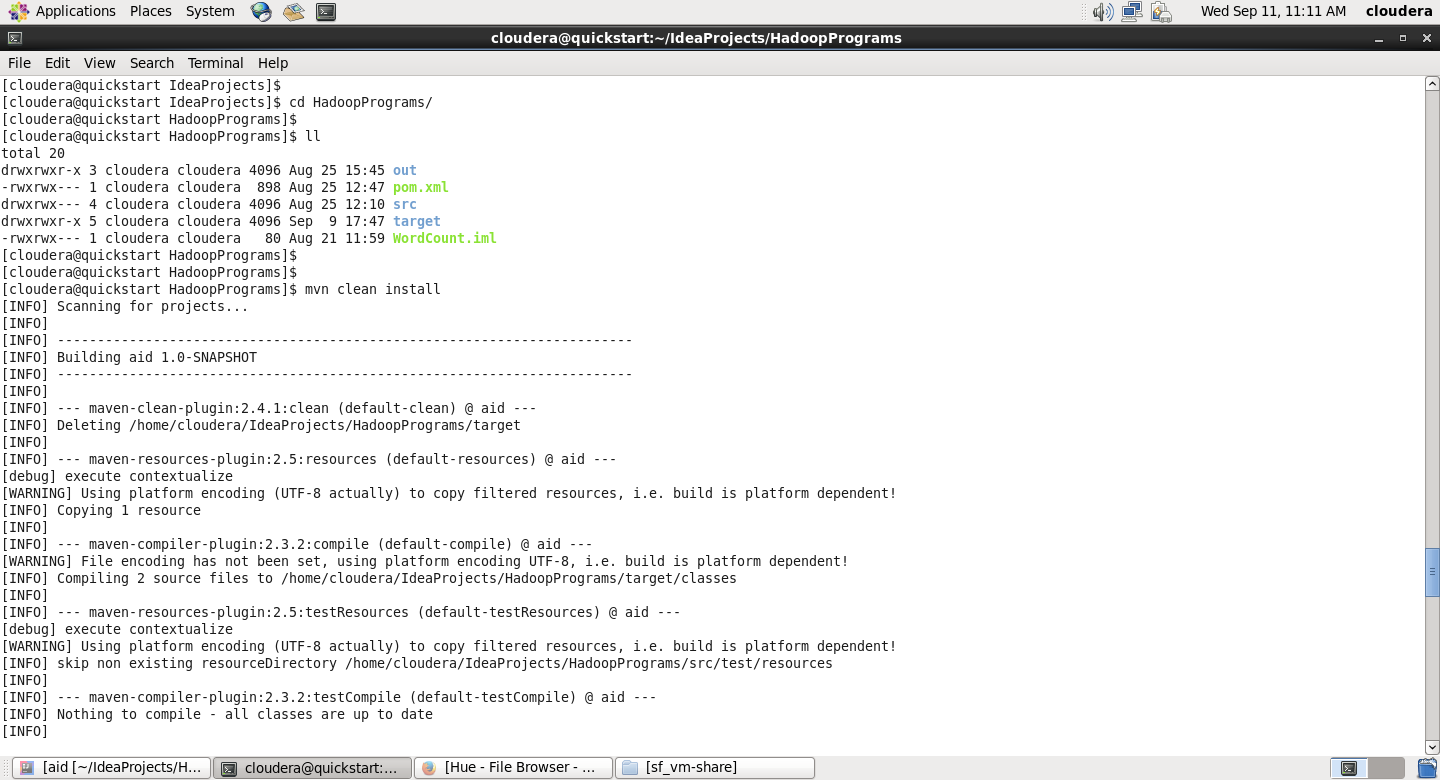 Applications Places System Wed Sep 11, 11:11 AM cloudera
cloudera@quickstart:~/IdeaProjects/HadoopPrograms
File Edit View Search Terminal Help
[cloudera@quickstart IdeaProjects]$
[cloudera@quickstart IdeaProjects]$ cd HadoopPrograms/
[cloudera@quickstart HadoopPrograms]$
[cloudera@quickstart HadoopPrograms]$ ll
total 20
drwxrwxr-x 3 cloudera cloudera 4096 Aug 25 15:45 out
-rwxrwx--- 1 cloudera cloudera  898 Aug 25 12:47 pom.xml
drwxrwx--- 4 cloudera cloudera 4096 Aug 25 12:10 src
drwxrwxr-x 5 cloudera cloudera 4096 Sep  9 17:47 target
-rwxrwx--- 1 cloudera cloudera   80 Aug 21 11:59 WordCount.iml
[cloudera@quickstart HadoopPrograms]$
[cloudera@quickstart HadoopPrograms]$
[cloudera@quickstart HadoopPrograms]$ mvn clean install
[INFO] Scanning for projects...
[INFO]
[INFO] ------------------------------------------------------------------------
[INFO] Building aid 1.0-SNAPSHOT
[INFO] ------------------------------------------------------------------------
[INFO]
[INFO] --- maven-clean-plugin:2.4.1:clean (default-clean) @ aid ---
[INFO] Deleting /home/cloudera/IdeaProjects/HadoopPrograms/target
[INFO]
[INFO] --- maven-resources-plugin:2.5:resources (default-resources) @ aid ---
[debug] execute contextualize
[WARNING] Using platform encoding (UTF-8 actually) to copy filtered resources, i.e. build is platform dependent!
[INFO] Copying 1 resource
[INFO]
[INFO] --- maven-compiler-plugin:2.3.2:compile (default-compile) @ aid ---
[WARNING] File encoding has not been set, using platform encoding UTF-8, i.e. build is platform dependent!
[INFO] Compiling 2 source files to /home/cloudera/IdeaProjects/HadoopPrograms/target/classes
[INFO]
[INFO] --- maven-resources-plugin:2.5:testResources (default-testResources) @ aid ---
[debug] execute contextualize
[WARNING] Using platform encoding (UTF-8 actually) to copy filtered resources, i.e. build is platform dependent!
[INFO] skip non existing resourceDirectory /home/cloudera/IdeaProjects/HadoopPrograms/src/test/resources
[INFO]
[INFO] --- maven-compiler-plugin:2.3.2:testCompile (default-testCompile) @ aid ---
[INFO] Nothing to compile - all classes are up to date
[INFO]
[aid [~/IdeaProjects/H... cloudera@quickstart:... [Hue - File Browser - ... [sf_vm-share]